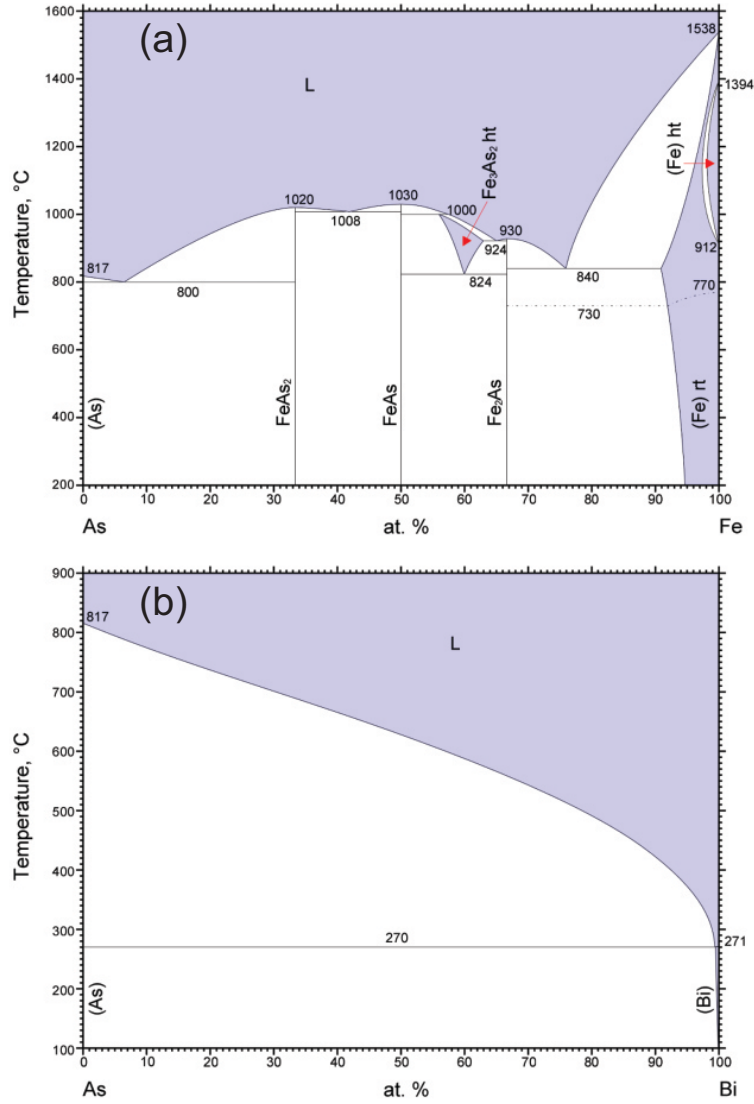 1600
(a)
1538
1400
L
1394
1200
Fe₃As₂ ht
(Fe) ht
Temperature, °C
1020
1030
1000
1000
1008
930
924
912
817
800
800
840
824
770
730
600
(As)
FeAs₂
FeAs
Fe₂As
(Fe) rt
400
200
0 10 20 30 40 50 60 70 80 90 100
As at. % Fe
900
(b)
817
800
L
700
Temperature, °C
600
500
400
300
270
271
200
(As)
(Bi)
100
0 10 20 30 40 50 60 70 80 90 100
As at. % Bi